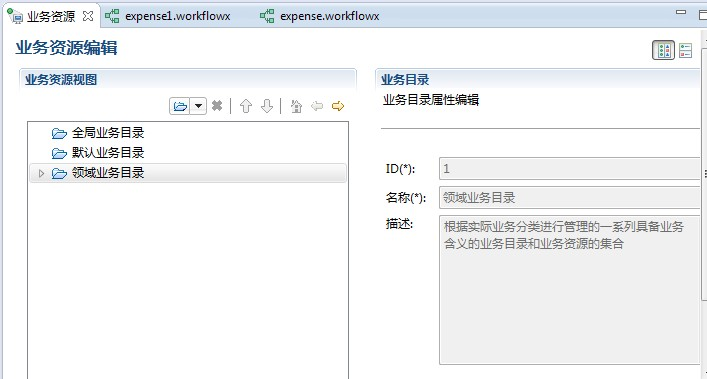 业务资源
expense1.workflowx
expense.workflowx
业务资源编辑
业务资源视图
全局业务目录
默认业务目录
领域业务目录
业务目录
业务目录属性编辑
ID(*):
1
名称(*):
领域业务目录
描述:
根据实际业务分类进行管理的一系列具备业务
含义的业务目录和业务资源的集合